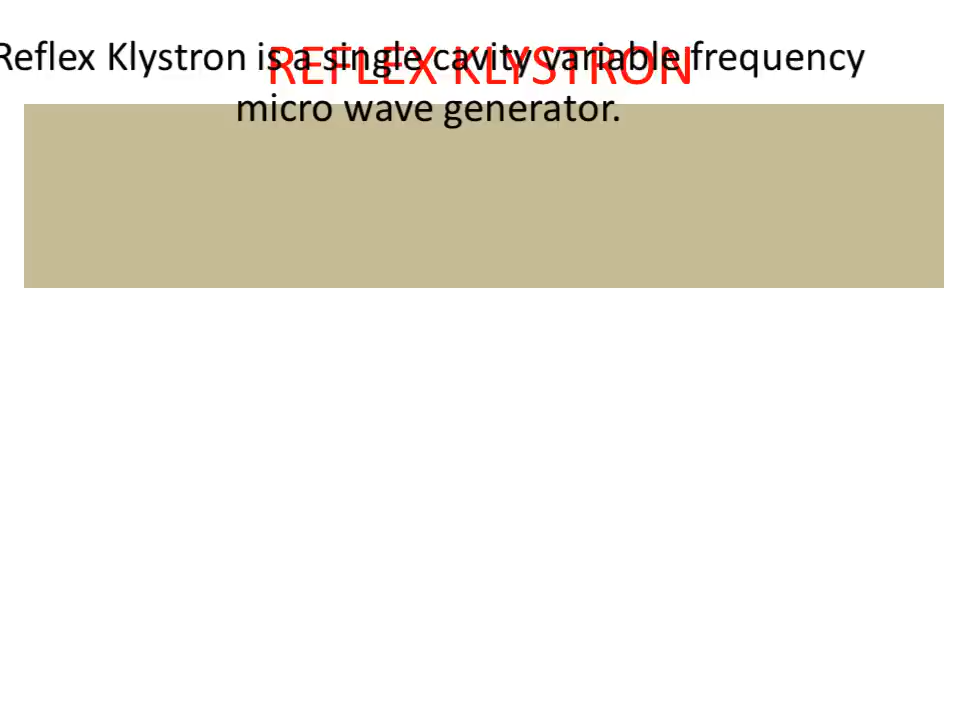 REFLEX KLYSTRON
Reflex Klystron is a single cavity variable frequency
micro wave generator.